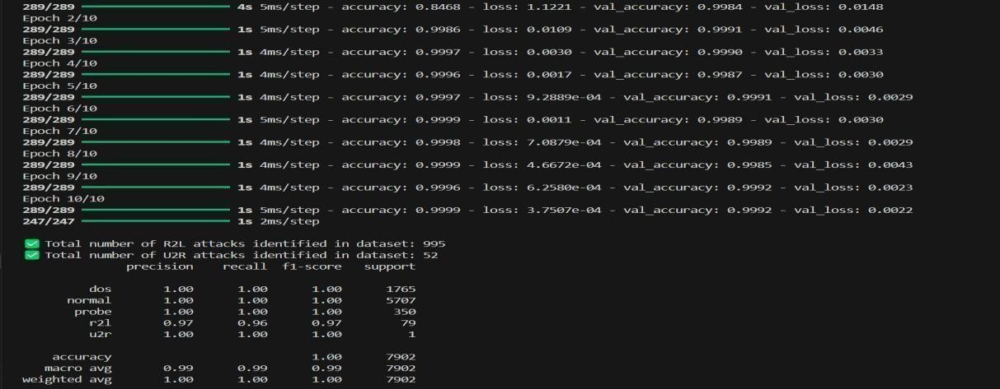 289/289 ━━━━━━━━━━━━━━━━━━━━ 4s 5ms/step - accuracy: 0.8468 - loss: 1.1221 - val_accuracy: 0.9984 - val_loss: 0.0148
Epoch 2/10
289/289 ━━━━━━━━━━━━━━━━━━━━ 1s 5ms/step - accuracy: 0.9986 - loss: 0.0109 - val_accuracy: 0.9991 - val_loss: 0.0046
Epoch 3/10
289/289 ━━━━━━━━━━━━━━━━━━━━ 1s 4ms/step - accuracy: 0.9997 - loss: 0.0030 - val_accuracy: 0.9990 - val_loss: 0.0033
Epoch 4/10
289/289 ━━━━━━━━━━━━━━━━━━━━ 1s 4ms/step - accuracy: 0.9996 - loss: 0.0017 - val_accuracy: 0.9987 - val_loss: 0.0030
Epoch 5/10
289/289 ━━━━━━━━━━━━━━━━━━━━ 1s 4ms/step - accuracy: 0.9997 - loss: 9.2889e-04 - val_accuracy: 0.9991 - val_loss: 0.0029
Epoch 6/10
289/289 ━━━━━━━━━━━━━━━━━━━━ 1s 5ms/step - accuracy: 0.9999 - loss: 0.0011 - val_accuracy: 0.9989 - val_loss: 0.0030
Epoch 7/10
289/289 ━━━━━━━━━━━━━━━━━━━━ 1s 4ms/step - accuracy: 0.9998 - loss: 7.0879e-04 - val_accuracy: 0.9989 - val_loss: 0.0029
Epoch 8/10
289/289 ━━━━━━━━━━━━━━━━━━━━ 1s 4ms/step - accuracy: 0.9999 - loss: 4.6672e-04 - val_accuracy: 0.9985 - val_loss: 0.0043
Epoch 9/10
289/289 ━━━━━━━━━━━━━━━━━━━━ 1s 4ms/step - accuracy: 0.9996 - loss: 6.2580e-04 - val_accuracy: 0.9992 - val_loss: 0.0023
Epoch 10/10
289/289 ━━━━━━━━━━━━━━━━━━━━ 1s 5ms/step - accuracy: 0.9999 - loss: 3.7507e-04 - val_accuracy: 0.9992 - val_loss: 0.0022
247/247 ━━━━━━━━━━━━━━━━━━━━ 1s 2ms/step
✅ Total number of R2L attacks identified in dataset: 995
✅ Total number of U2R attacks identified in dataset: 52
precision recall f1-score support
dos 1.00 1.00 1.00 1765
normal 1.00 1.00 1.00 5707
probe 1.00 1.00 1.00 350
r2l 0.97 0.96 0.97 79
u2r 1.00 1.00 1.00 1
accuracy 1.00 7902
macro avg 0.99 0.99 0.99 7902
weighted avg 1.00 1.00 1.00 7902